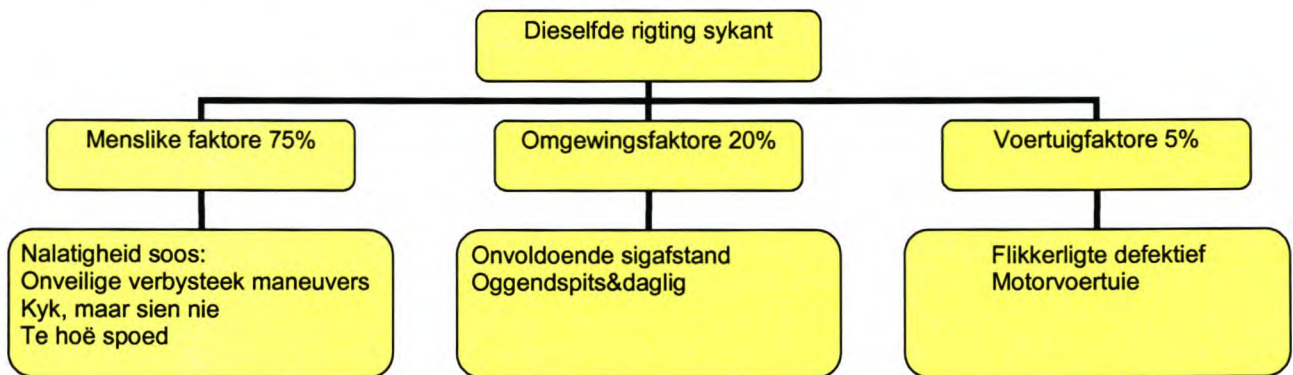 Dieselfde rigting sykant
Menslike faktore 75%
Omgewingsfaktore 20%
Voertuigfaktore 5%
Nalatigheid soos:
Onveilige verbysteek maneuvers
Kyk, maar sien nie
Te hoë spoed
Onvoldoende sigafstand
Oggendspits&daglig
Flikkerligte defektief
Motorvoertuie